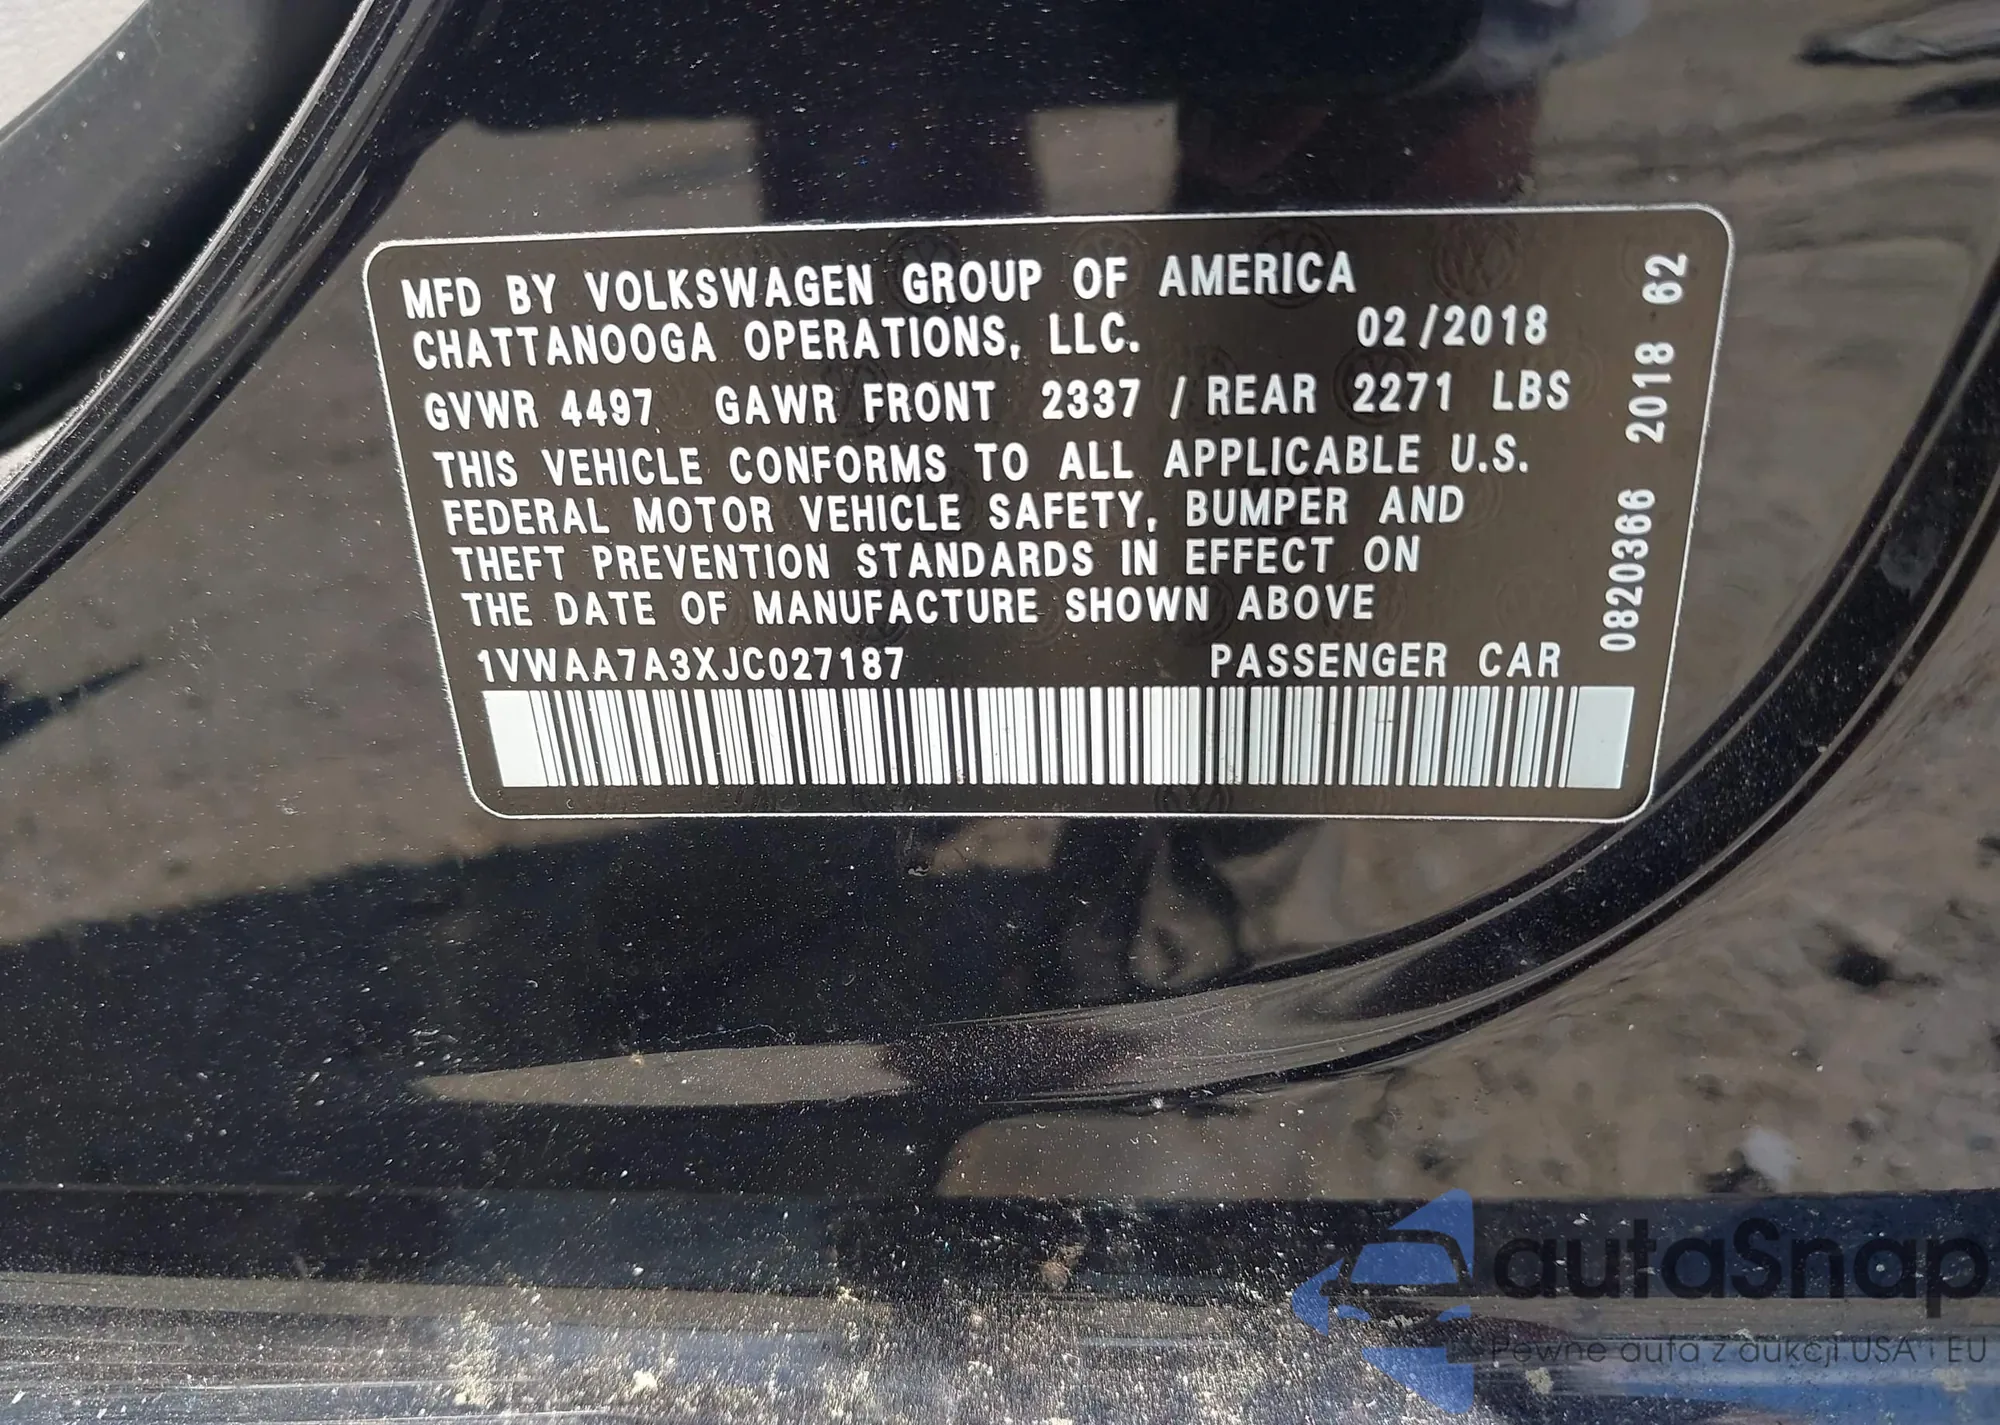 MFD BY VOLKSWAGEN GROUP OF AMERICA
CHATTANOOGA OPERATIONS, LLC. 02/2018
GVWR 4497 GAWR FRONT 2337 / REAR 2271 LBS
THIS VEHICLE CONFORMS TO ALL APPLICABLE U.S.
FEDERAL MOTOR VEHICLE SAFETY, BUMPER AND
THEFT PREVENTION STANDARDS IN EFFECT ON
THE DATE OF MANUFACTURE SHOWN ABOVE
1VWAA7A3XJC027187 PASSENGER CAR
0820366 2018 62
autaSnap
Pewne auta z aukcji USA i EU